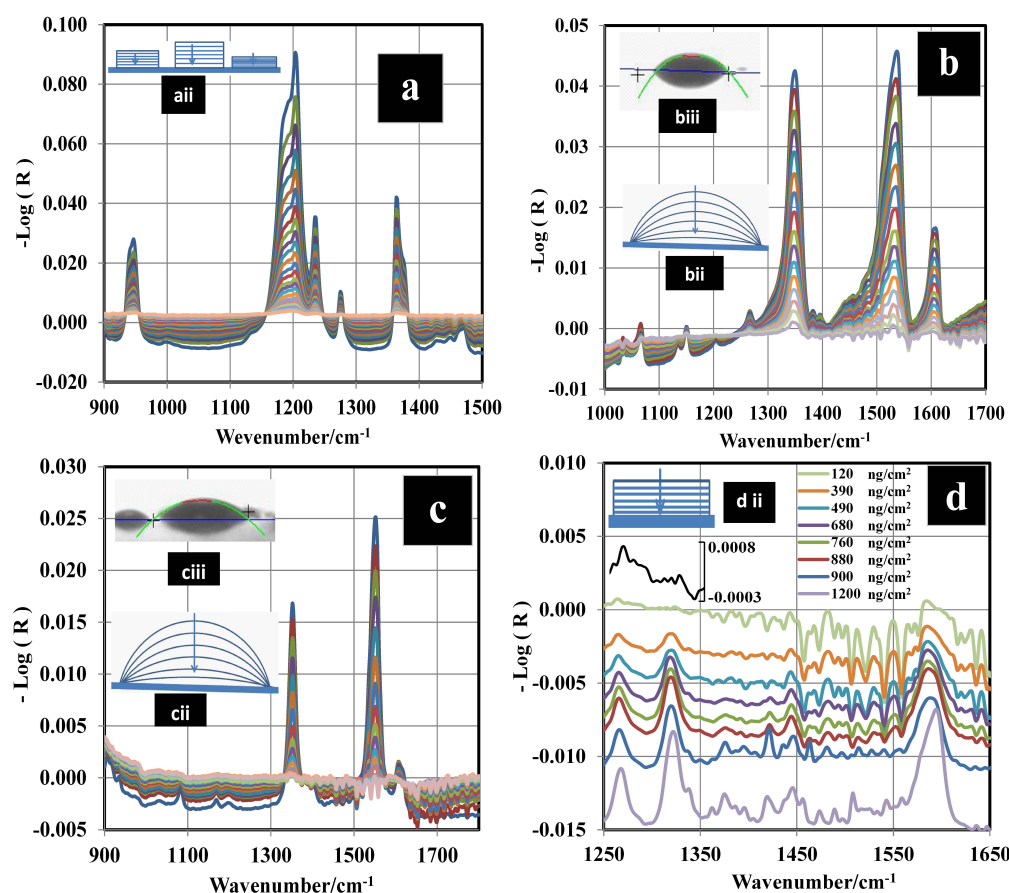 a
aii
0.100
0.080
0.060
0.040
0.020
0.000
-0.020
-Log ( R )
900 1000 1100 1200 1300 1400 1500
Wevenumber/cm-1
b
biii
bii
0.05
0.04
0.03
0.02
0.01
0.00
-0.01
-Log ( R )
1000 1100 1200 1300 1400 1500 1600 1700
Wavenumber/cm-1
c
ciii
cii
0.030
0.025
0.020
0.015
0.010
0.005
0.000
-0.005
-Log ( R )
900 1100 1300 1500 1700
Wavenumber/cm-1
d
d ii
0.0008
-0.0003
120 ng/cm2
390 ng/cm2
490 ng/cm2
680 ng/cm2
760 ng/cm2
880 ng/cm2
900 ng/cm2
1200 ng/cm2
0.010
0.005
0.000
-0.005
-0.010
-0.015
- Log ( R )
1250 1350 1450 1550 1650
Wavenumber/cm-1